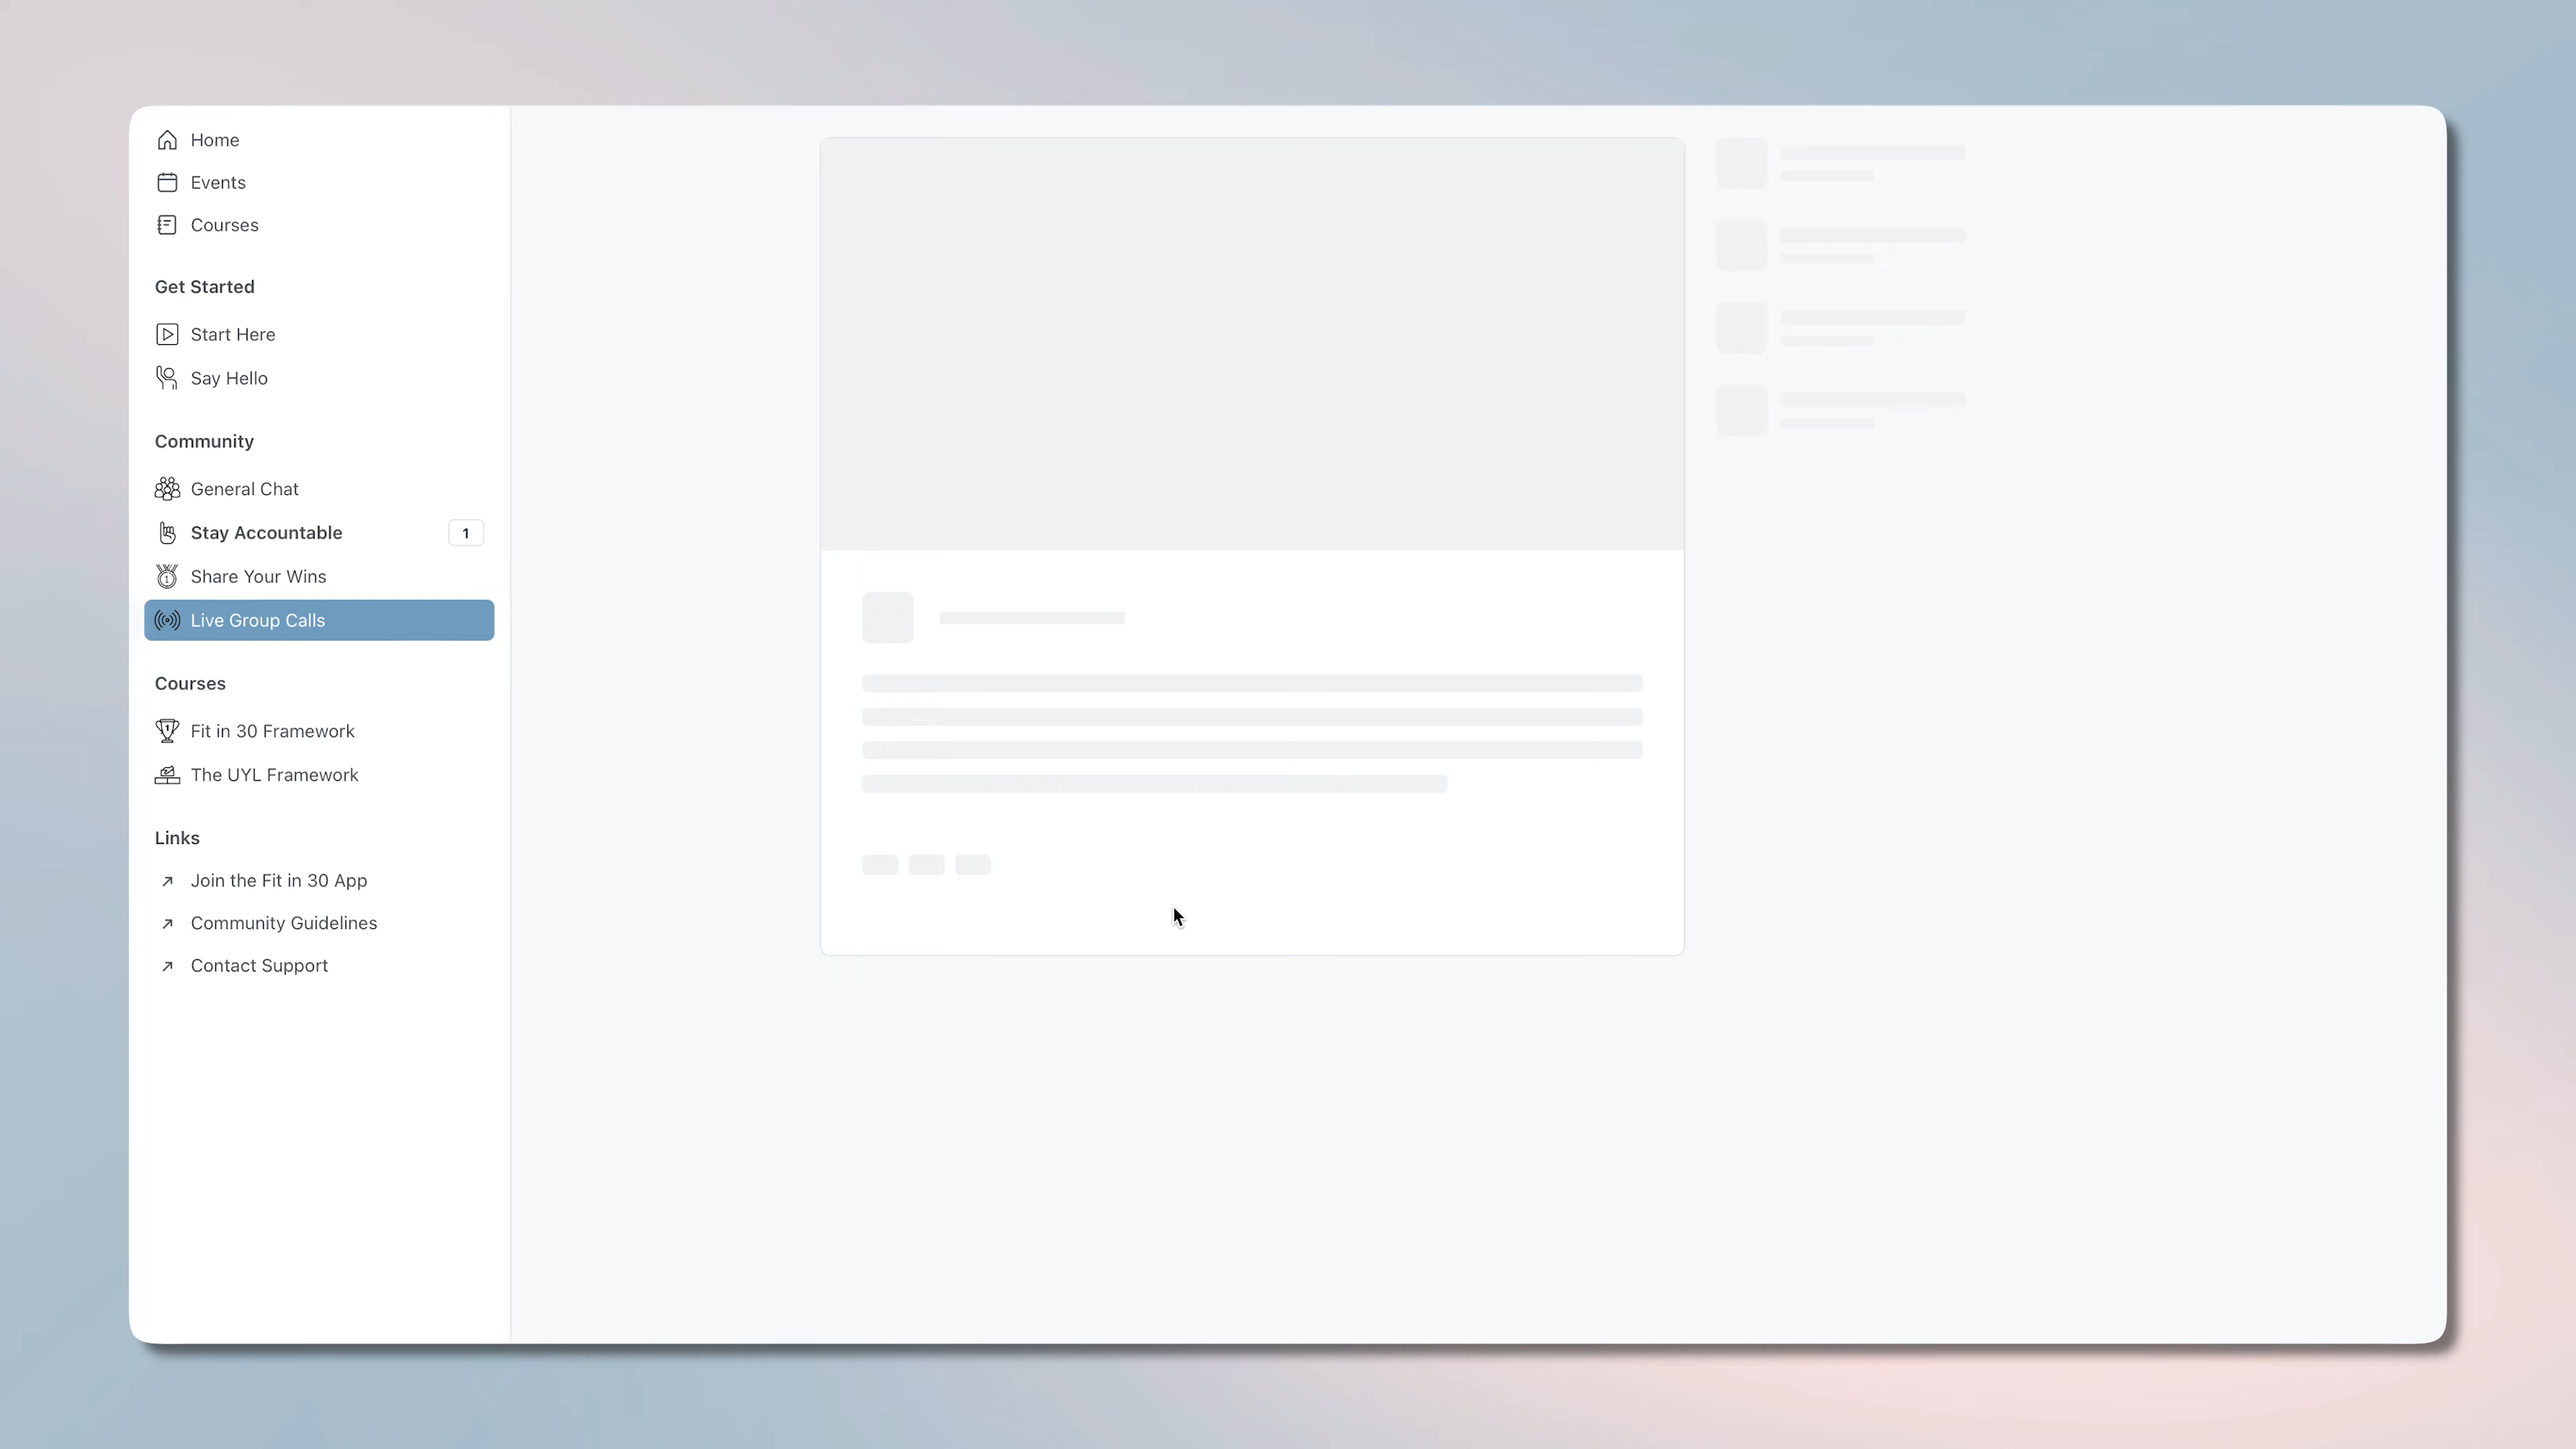 Home
Events
Courses
Get Started
Start Here
Say Hello
Community
General Chat
Stay Accountable 1
Share Your Wins
Live Group Calls
Courses
Fit in 30 Framework
The UYL Framework
Links
Join the Fit in 30 App
Community Guidelines
Contact Support